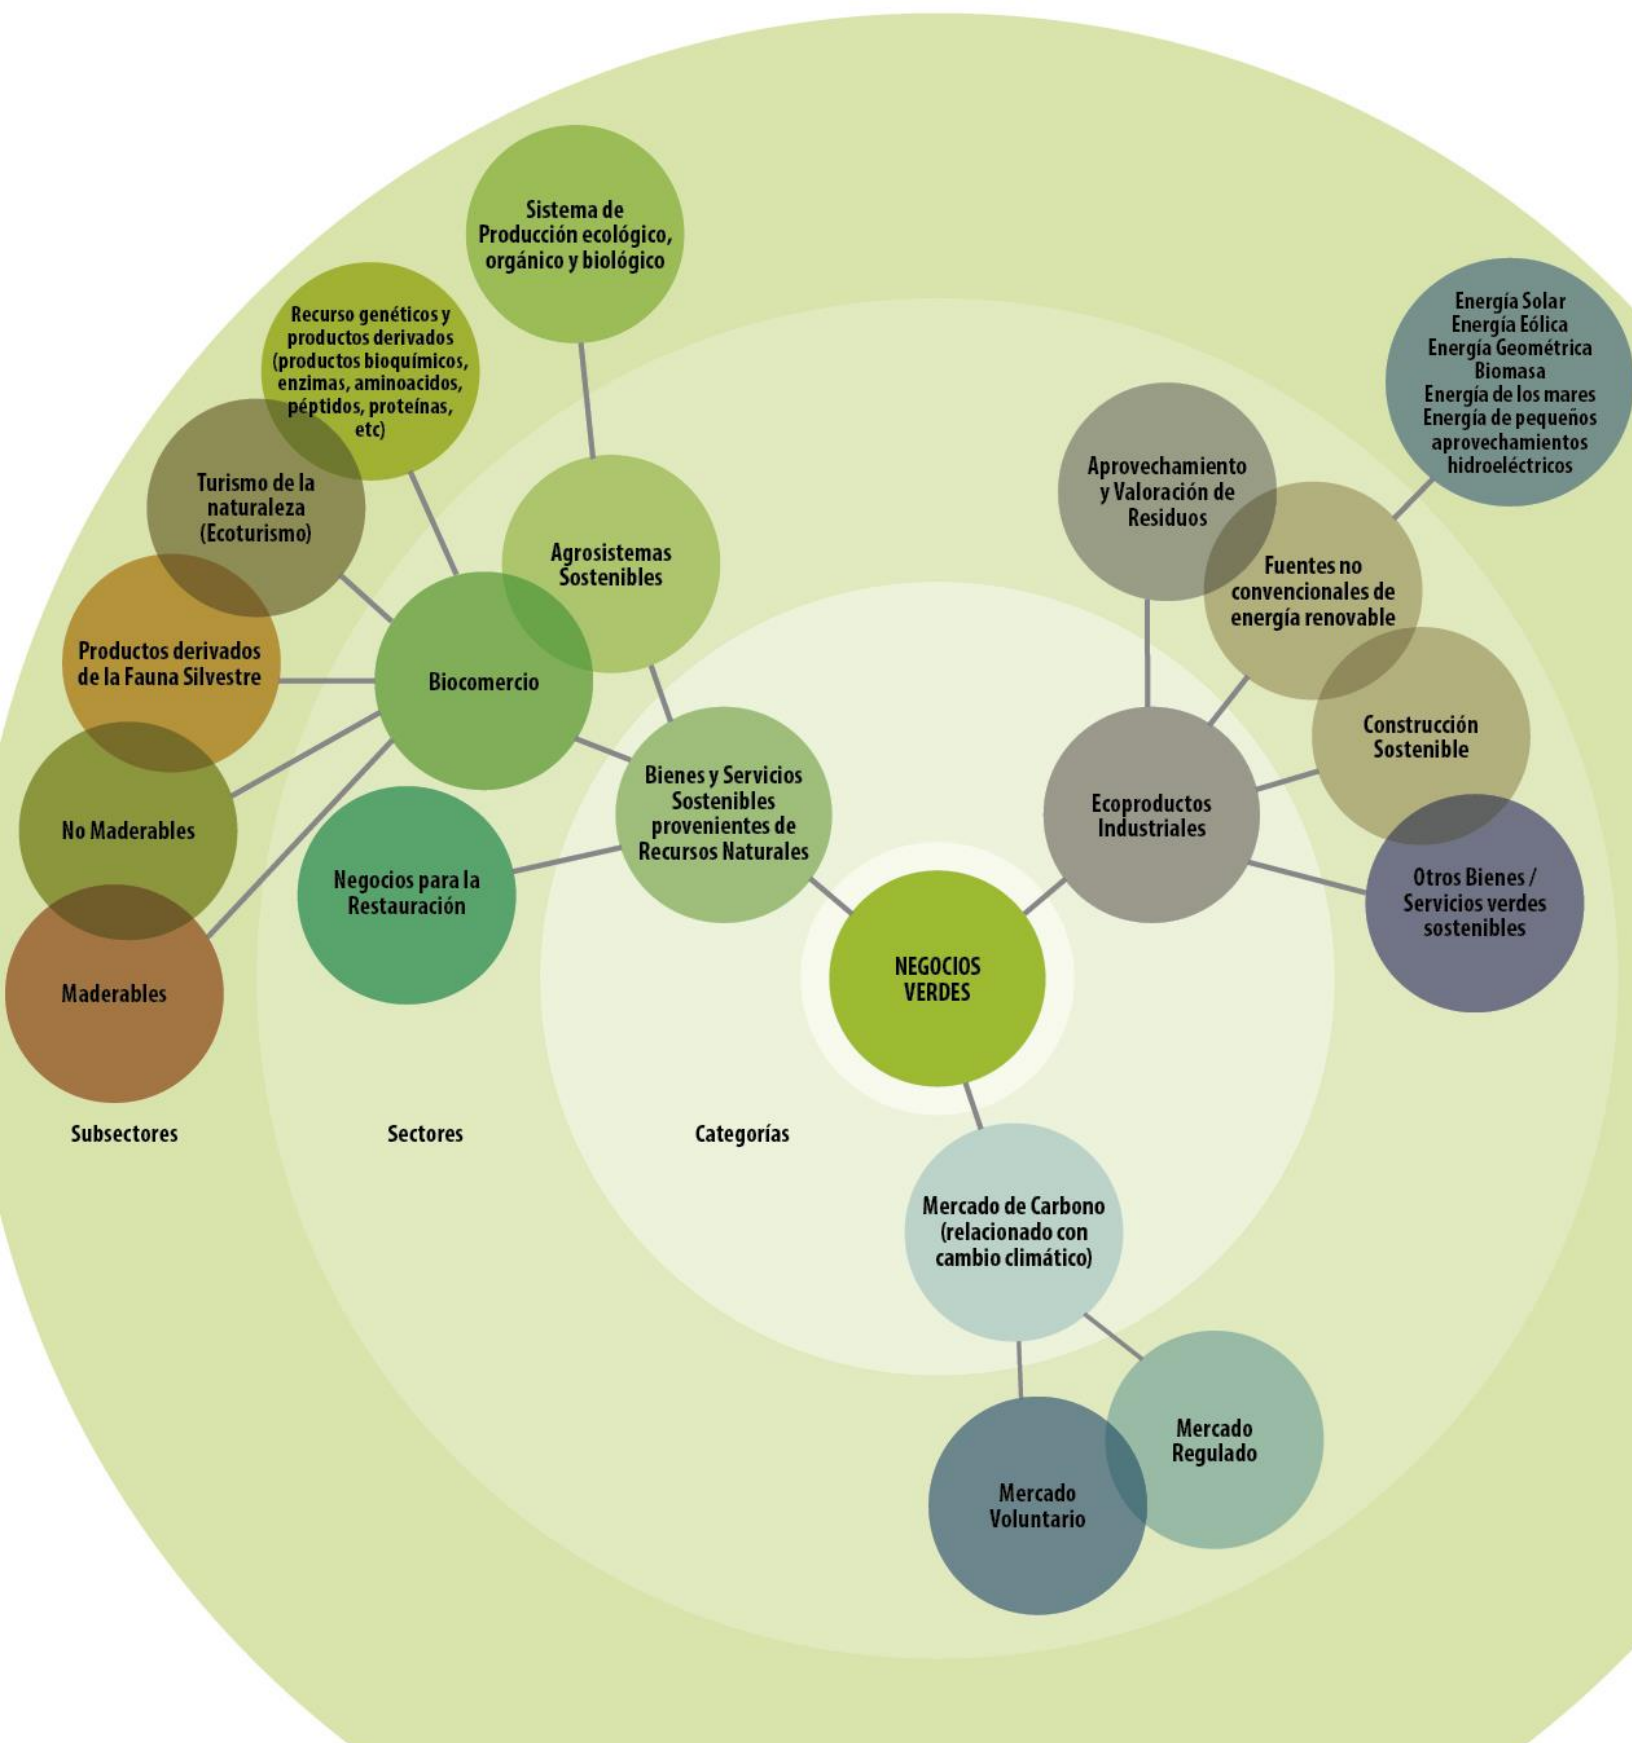 Sistema de
Producción ecológico,
orgánico y biológico
Recurso genéticos y
productos derivados
(productos bioquímicos,
enzimas, aminoacidos,
péptidos, proteínas,
etc)
Turismo de la
naturaleza
(Ecoturismo)
Productos derivados
de la Fauna Silvestre
No Maderables
Maderables
Agrosistemas
Sostenibles
Biocomercio
Negocios para la
Restauración
Bienes y Servicios
Sostenibles
provenientes de
Recursos Naturales
NEGOCIOS
VERDES
Ecoproductos
Industriales
Aprovechamiento
y Valoración de
Residuos
Fuentes no
convencionales de
energía renovable
Energía Solar
Energía Eólica
Energía Geométrica
Biomasa
Energía de los mares
Energía de pequeños
aprovechamientos
hidroeléctricos
Construcción
Sostenible
Otros Bienes /
Servicios verdes
sostenibles
Subsectores
Sectores
Categorías
Mercado de Carbono
(relacionado con
cambio climático)
Mercado
Regulado
Mercado
Voluntario